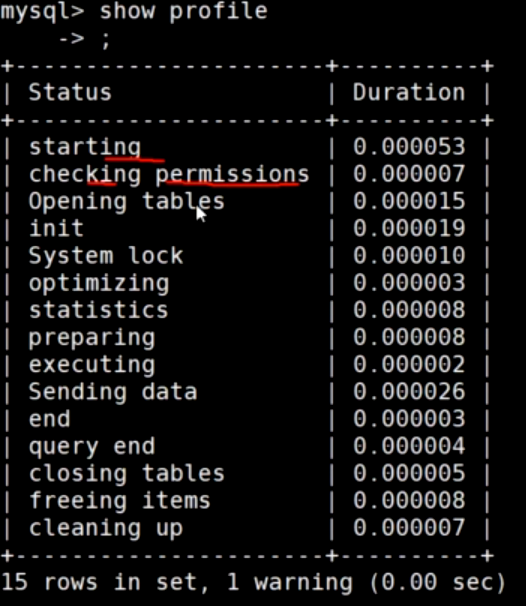 mysql> show profile
    -> ;
+----------------------+----------+
| Status               | Duration |
+----------------------+----------+
| starting             | 0.000053 |
| checking permissions | 0.000007 |
| Opening tables       | 0.000015 |
| init                 | 0.000019 |
| System lock          | 0.000010 |
| optimizing           | 0.000003 |
| statistics           | 0.000008 |
| preparing            | 0.000008 |
| executing            | 0.000002 |
| Sending data         | 0.000026 |
| end                  | 0.000003 |
| query end            | 0.000004 |
| closing tables       | 0.000005 |
| freeing items        | 0.000008 |
| cleaning up          | 0.000007 |
+----------------------+----------+
15 rows in set, 1 warning (0.00 sec)